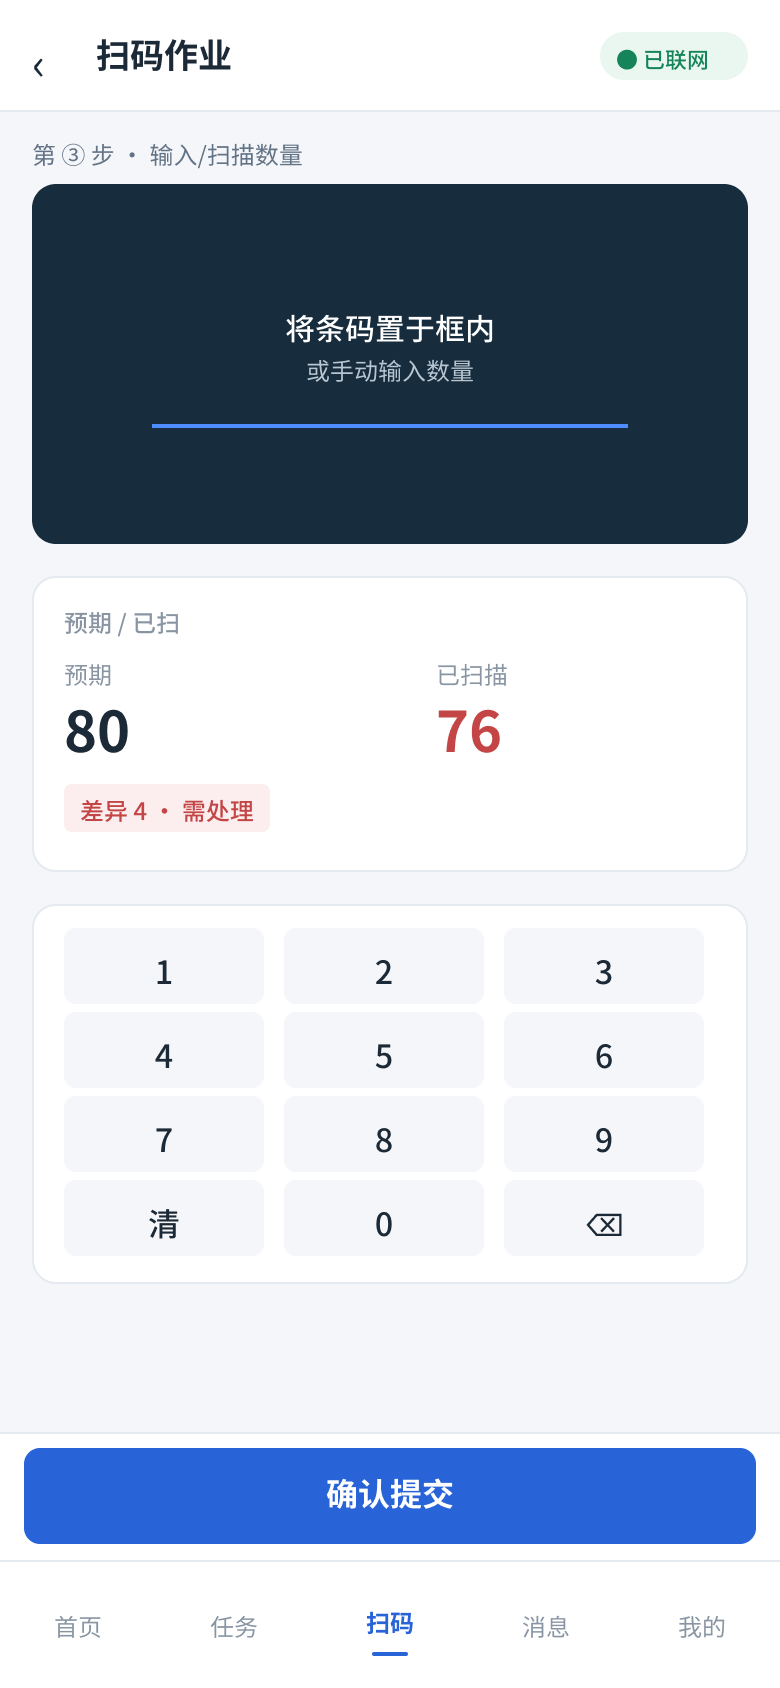 ‹ 扫码作业 ● 已联网
第 ③ 步 · 输入/扫描数量
将条码置于框内
或手动输入数量
预期 / 已扫
预期 已扫描
80 76
差异 4 · 需处理
1 2 3
4 5 6
7 8 9
清 0 ⌫
确认提交
首页 任务 扫码 消息 我的